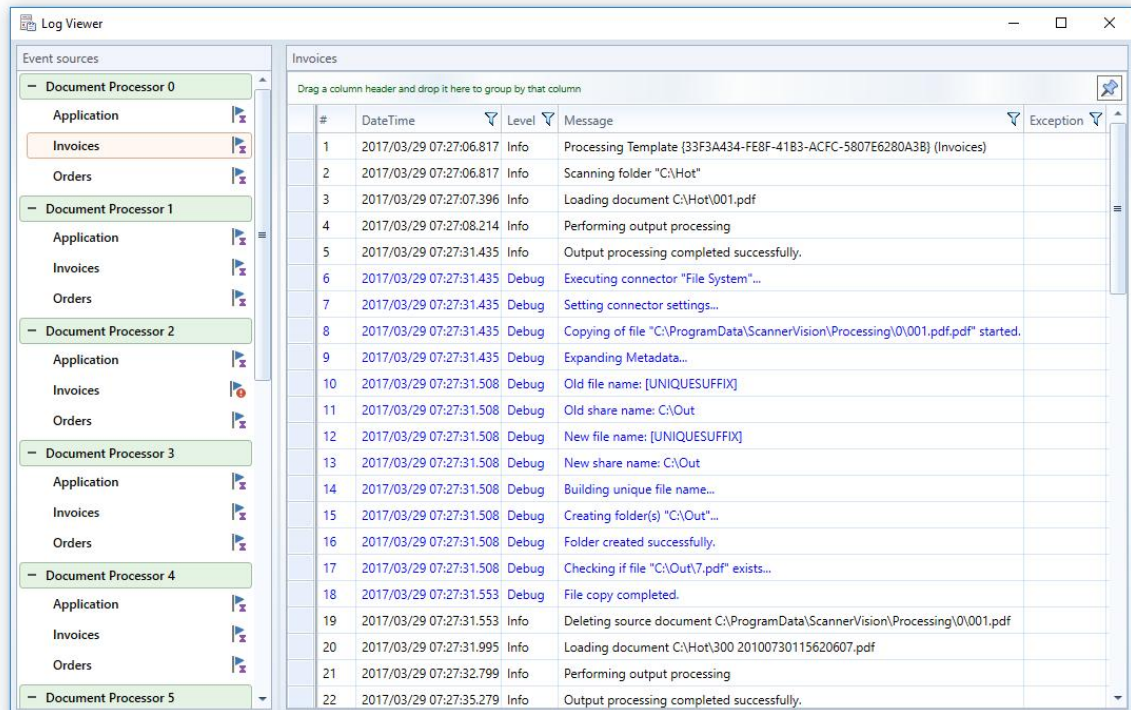 Log Viewer
Event sources
Document Processor 0
Application
Invoices
Orders
Document Processor 1
Application
Invoices
Orders
Document Processor 2
Application
Invoices
Orders
Document Processor 3
Application
Invoices
Orders
Document Processor 4
Application
Invoices
Orders
Document Processor 5
Invoices
Drag a column header and drop it here to group by that column
# DateTime Level Message Exception
1 2017/03/29 07:27:06.817 Info Processing Template {33F3A434-FE8F-41B3-ACFC-5807E6280A3B} (Invoices)
2 2017/03/29 07:27:06.817 Info Scanning folder "C:\Hot"
3 2017/03/29 07:27:07.396 Info Loading document C:\Hot\001.pdf
4 2017/03/29 07:27:08.214 Info Performing output processing
5 2017/03/29 07:27:31.435 Info Output processing completed successfully.
6 2017/03/29 07:27:31.435 Debug Executing connector "File System"...
7 2017/03/29 07:27:31.435 Debug Setting connector settings...
8 2017/03/29 07:27:31.435 Debug Copying of file "C:\ProgramData\ScannerVision\Processing\0\001.pdf.pdf" started.
9 2017/03/29 07:27:31.435 Debug Expanding Metadata...
10 2017/03/29 07:27:31.508 Debug Old file name: [UNIQUESUFFIX]
11 2017/03/29 07:27:31.508 Debug Old share name: C:\Out
12 2017/03/29 07:27:31.508 Debug New file name: [UNIQUESUFFIX]
13 2017/03/29 07:27:31.508 Debug New share name: C:\Out
14 2017/03/29 07:27:31.508 Debug Building unique file name...
15 2017/03/29 07:27:31.508 Debug Creating folder(s) "C:\Out"...
16 2017/03/29 07:27:31.508 Debug Folder created successfully.
17 2017/03/29 07:27:31.508 Debug Checking if file "C:\Out\7.pdf" exists...
18 2017/03/29 07:27:31.553 Debug File copy completed.
19 2017/03/29 07:27:31.553 Info Deleting source document C:\ProgramData\ScannerVision\Processing\0\001.pdf
20 2017/03/29 07:27:31.995 Info Loading document C:\Hot\300 20100730115620607.pdf
21 2017/03/29 07:27:32.799 Info Performing output processing
22 2017/03/29 07:27:35.279 Info Output processing completed successfully.